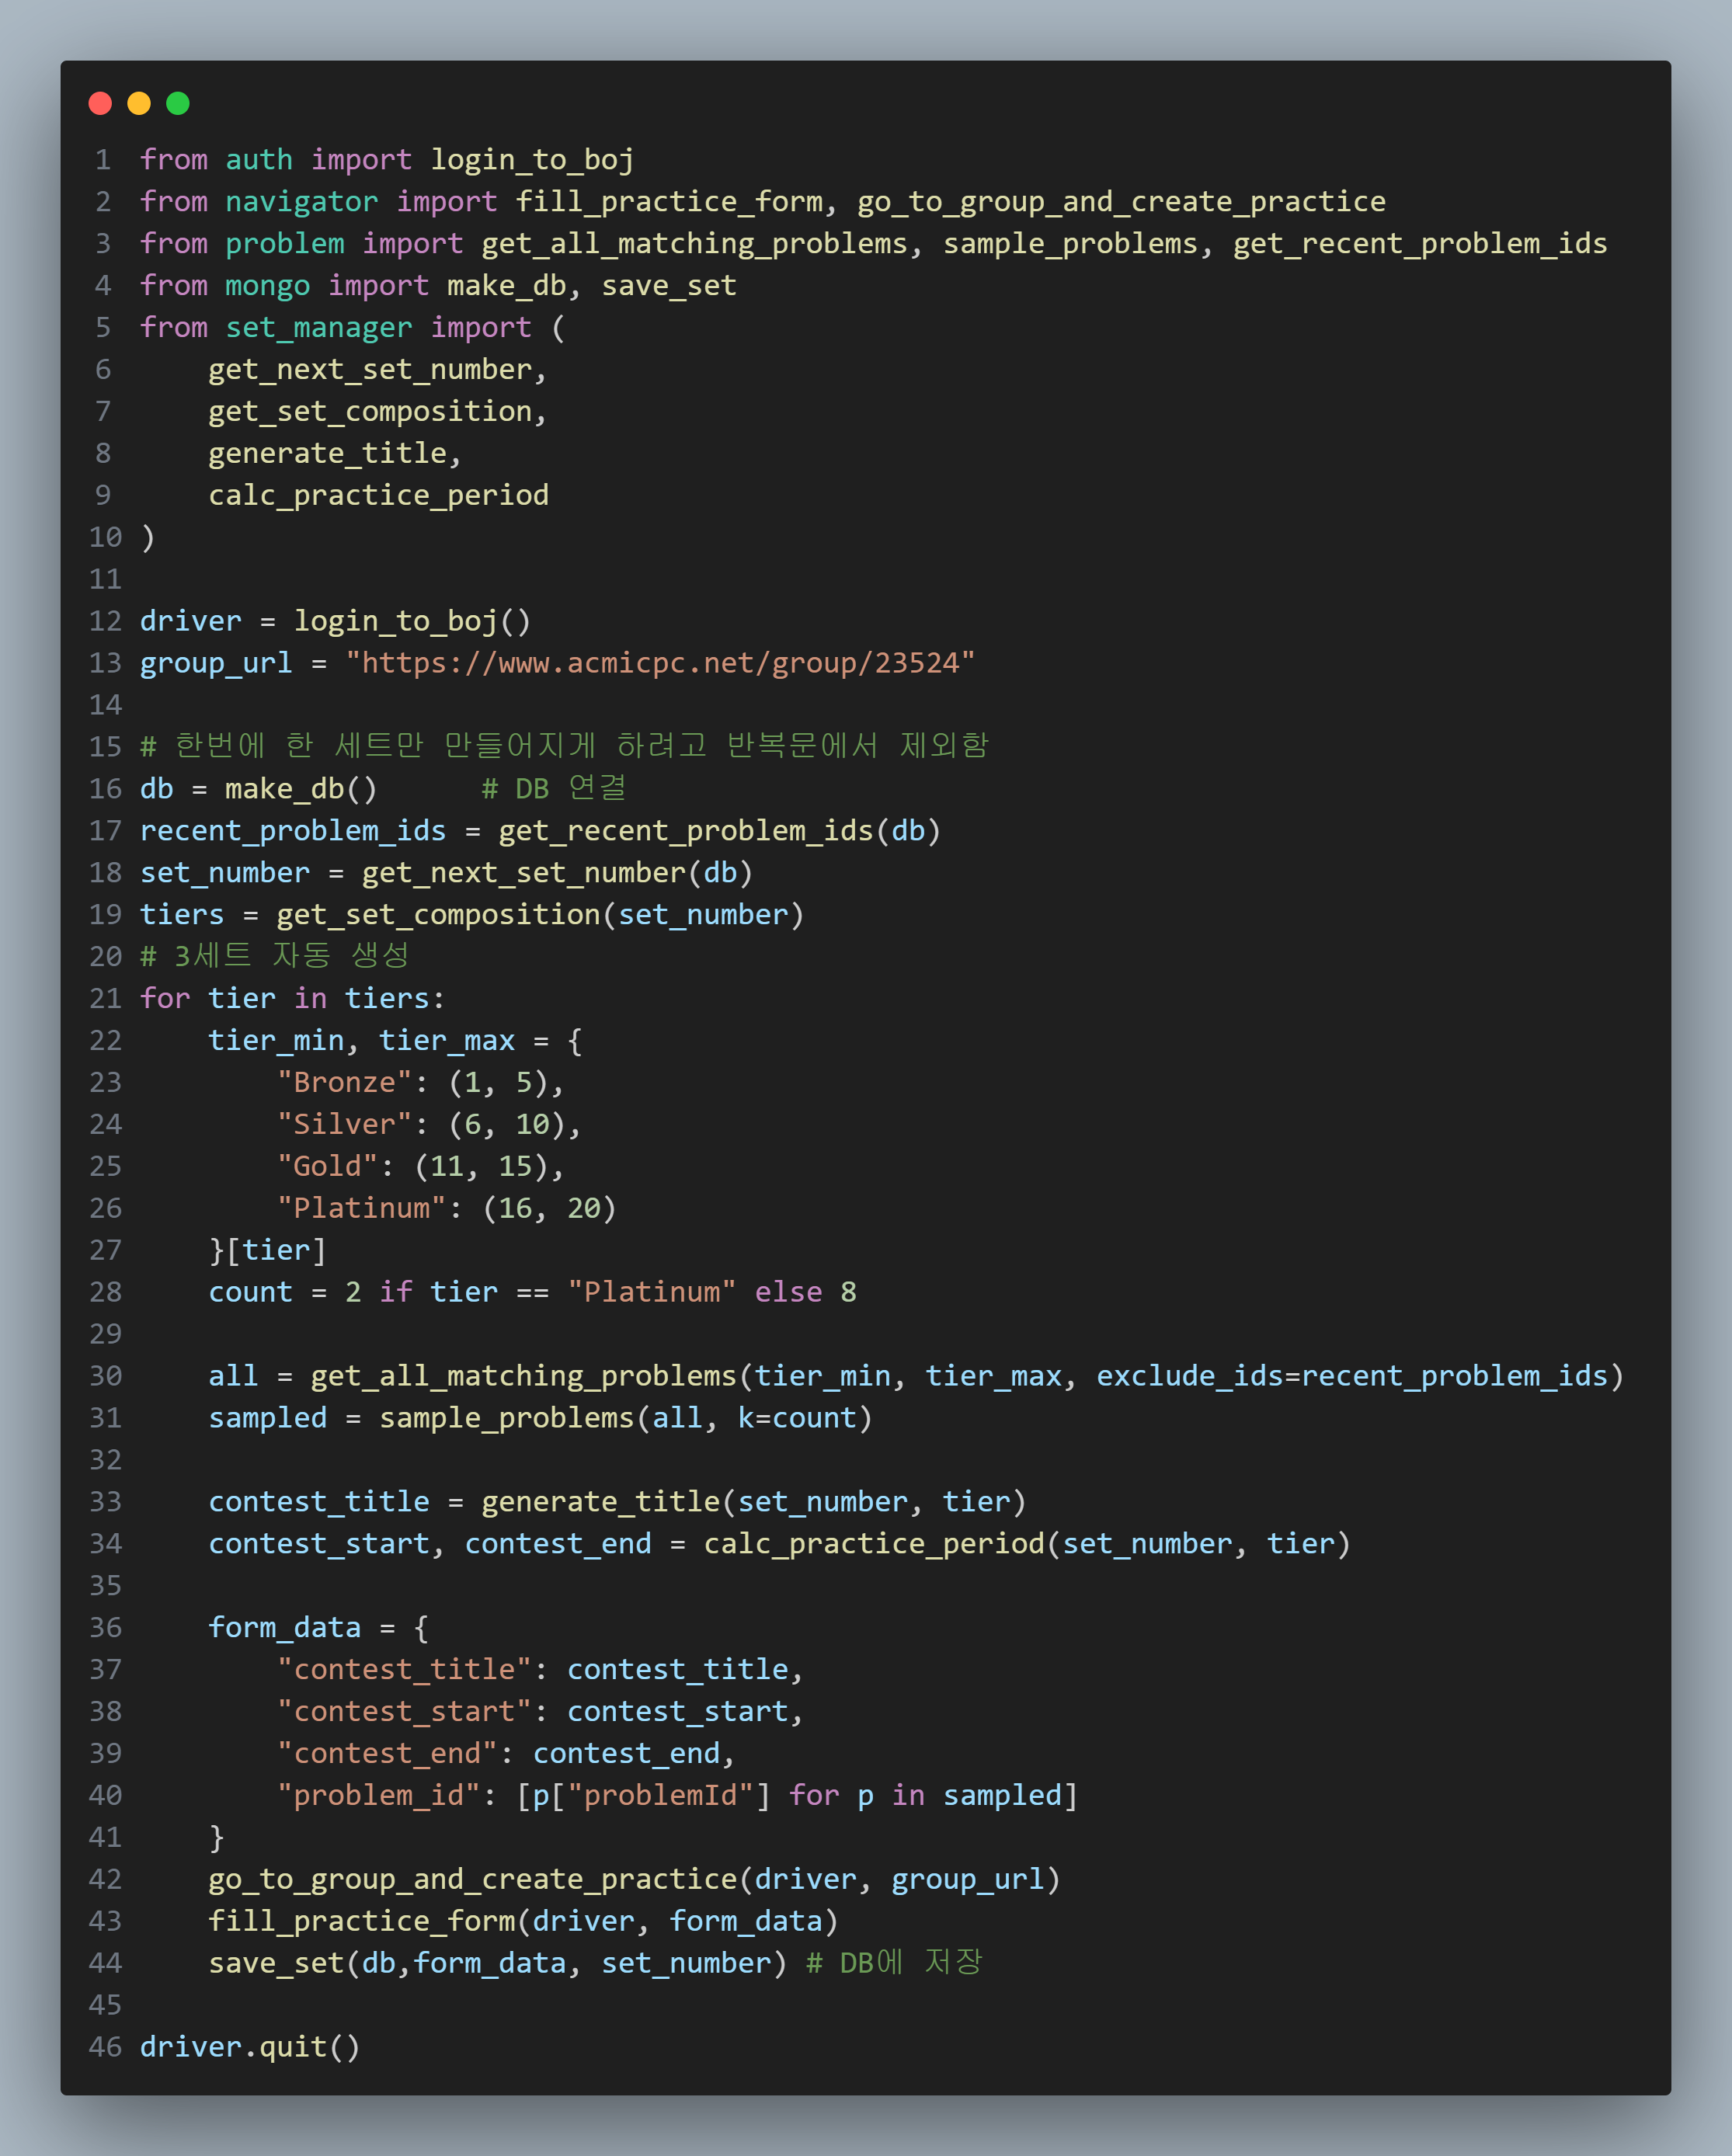 1 from auth import login_to_boj
2 from navigator import fill_practice_form, go_to_group_and_create_practice
3 from problem import get_all_matching_problems, sample_problems, get_recent_problem_ids
4 from mongo import make_db, save_set
5 from set_manager import (
6     get_next_set_number,
7     get_set_composition,
8     generate_title,
9     calc_practice_period
10 )
11
12 driver = login_to_boj()
13 group_url = "https://www.acmicpc.net/group/23524"
14
15 # 한번에 한 세트만 만들어지게 하려고 반복문에서 제외함
16 db = make_db()      # DB 연결
17 recent_problem_ids = get_recent_problem_ids(db)
18 set_number = get_next_set_number(db)
19 tiers = get_set_composition(set_number)
20 # 3세트 자동 생성
21 for tier in tiers:
22     tier_min, tier_max = {
23         "Bronze": (1, 5),
24         "Silver": (6, 10),
25         "Gold": (11, 15),
26         "Platinum": (16, 20)
27     }[tier]
28     count = 2 if tier == "Platinum" else 8
29
30     all = get_all_matching_problems(tier_min, tier_max, exclude_ids=recent_problem_ids)
31     sampled = sample_problems(all, k=count)
32
33     contest_title = generate_title(set_number, tier)
34     contest_start, contest_end = calc_practice_period(set_number, tier)
35
36     form_data = {
37         "contest_title": contest_title,
38         "contest_start": contest_start,
39         "contest_end": contest_end,
40         "problem_id": [p["problemId"] for p in sampled]
41     }
42     go_to_group_and_create_practice(driver, group_url)
43     fill_practice_form(driver, form_data)
44     save_set(db,form_data, set_number) # DB에 저장
45
46 driver.quit()